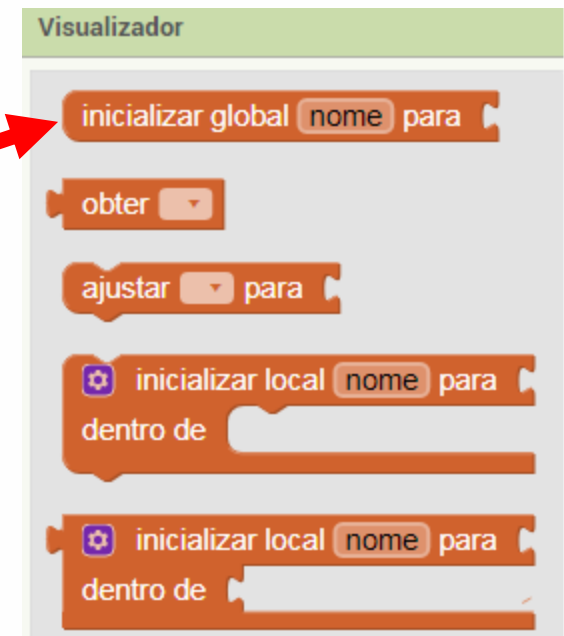 Visualizador
inicializar global nome para
obter
ajustar para
inicializar local nome para
dentro de
inicializar local nome para
dentro de